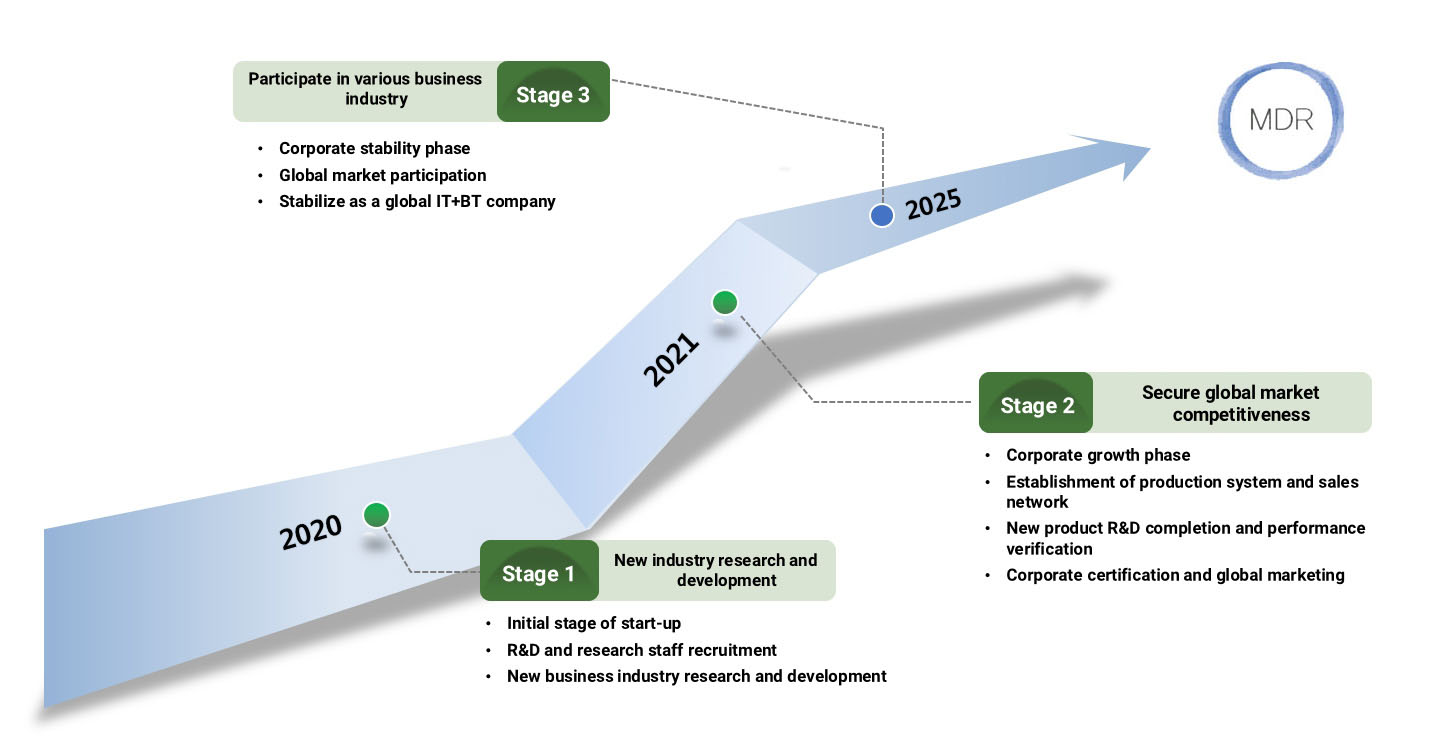 Participate in various business
industry
Stage 3
• Corporate stability phase
• Global market participation
• Stabilize as a global IT+BT company
MDR
2025
2021
Stage 2
Secure global market
competitiveness
• Corporate growth phase
• Establishment of production system and sales
network
• New product R&D completion and performance
verification
• Corporate certification and global marketing
2020
Stage 1
New industry research and
development
• Initial stage of start-up
• R&D and research staff recruitment
• New business industry research and development